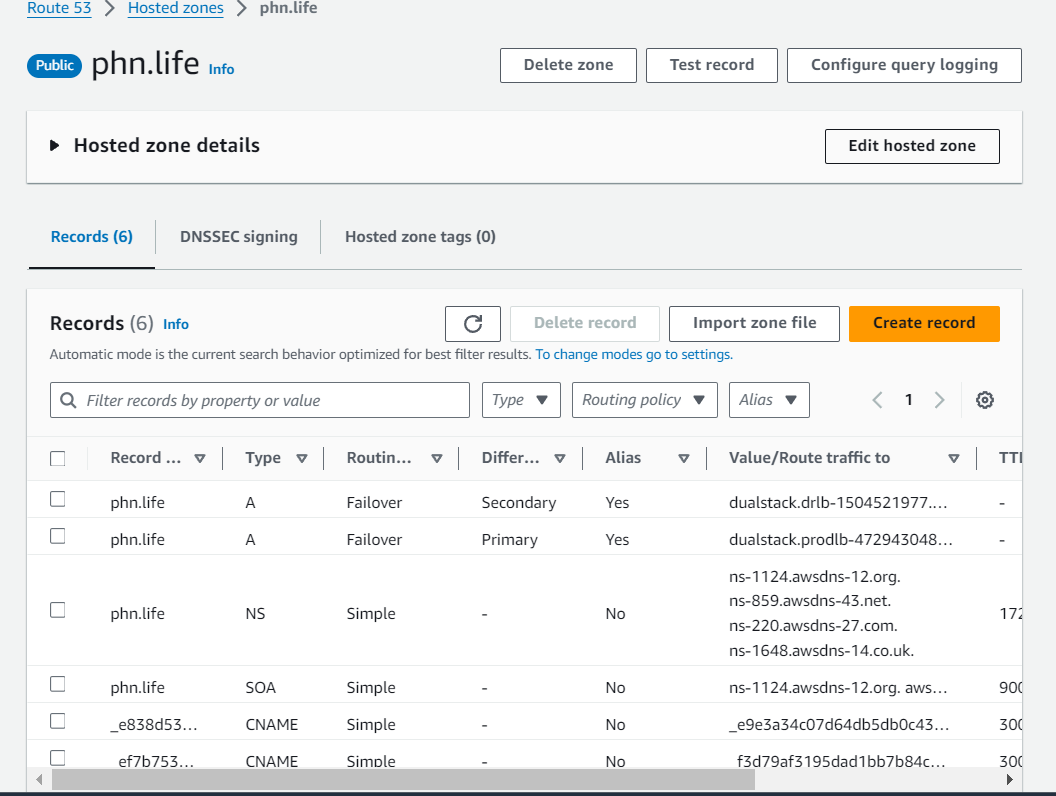 Route 53 > Hosted zones > phn.life
Public phn.life Info Delete zone Test record Configure query logging
Hosted zone details Edit hosted zone
Records (6) DNSSEC signing Hosted zone tags (0)
Records (6) Info Delete record Import zone file Create record
Automatic mode is the current search behavior optimized for best filter results. To change modes go to settings.
Filter records by property or value Type Routing policy Alias 1
Record ... Type Routin... Differ... Alias Value/Route traffic to TTL
phn.life A Failover Secondary Yes dualstack.drlb-1504521977.... -
phn.life A Failover Primary Yes dualstack.prodlb-472943048... -
phn.life NS Simple - No ns-1124.awsdns-12.org.
ns-859.awsdns-43.net.
ns-220.awsdns-27.com.
ns-1648.awsdns-14.co.uk.
172
phn.life SOA Simple - No ns-1124.awsdns-12.org. aws... 900
_e838d53... CNAME Simple - No _e9e3a34c07d64db5db0c43... 300
_ef7b753... CNAME Simple - No _f3d79af3195dad1bb7b84c... 300